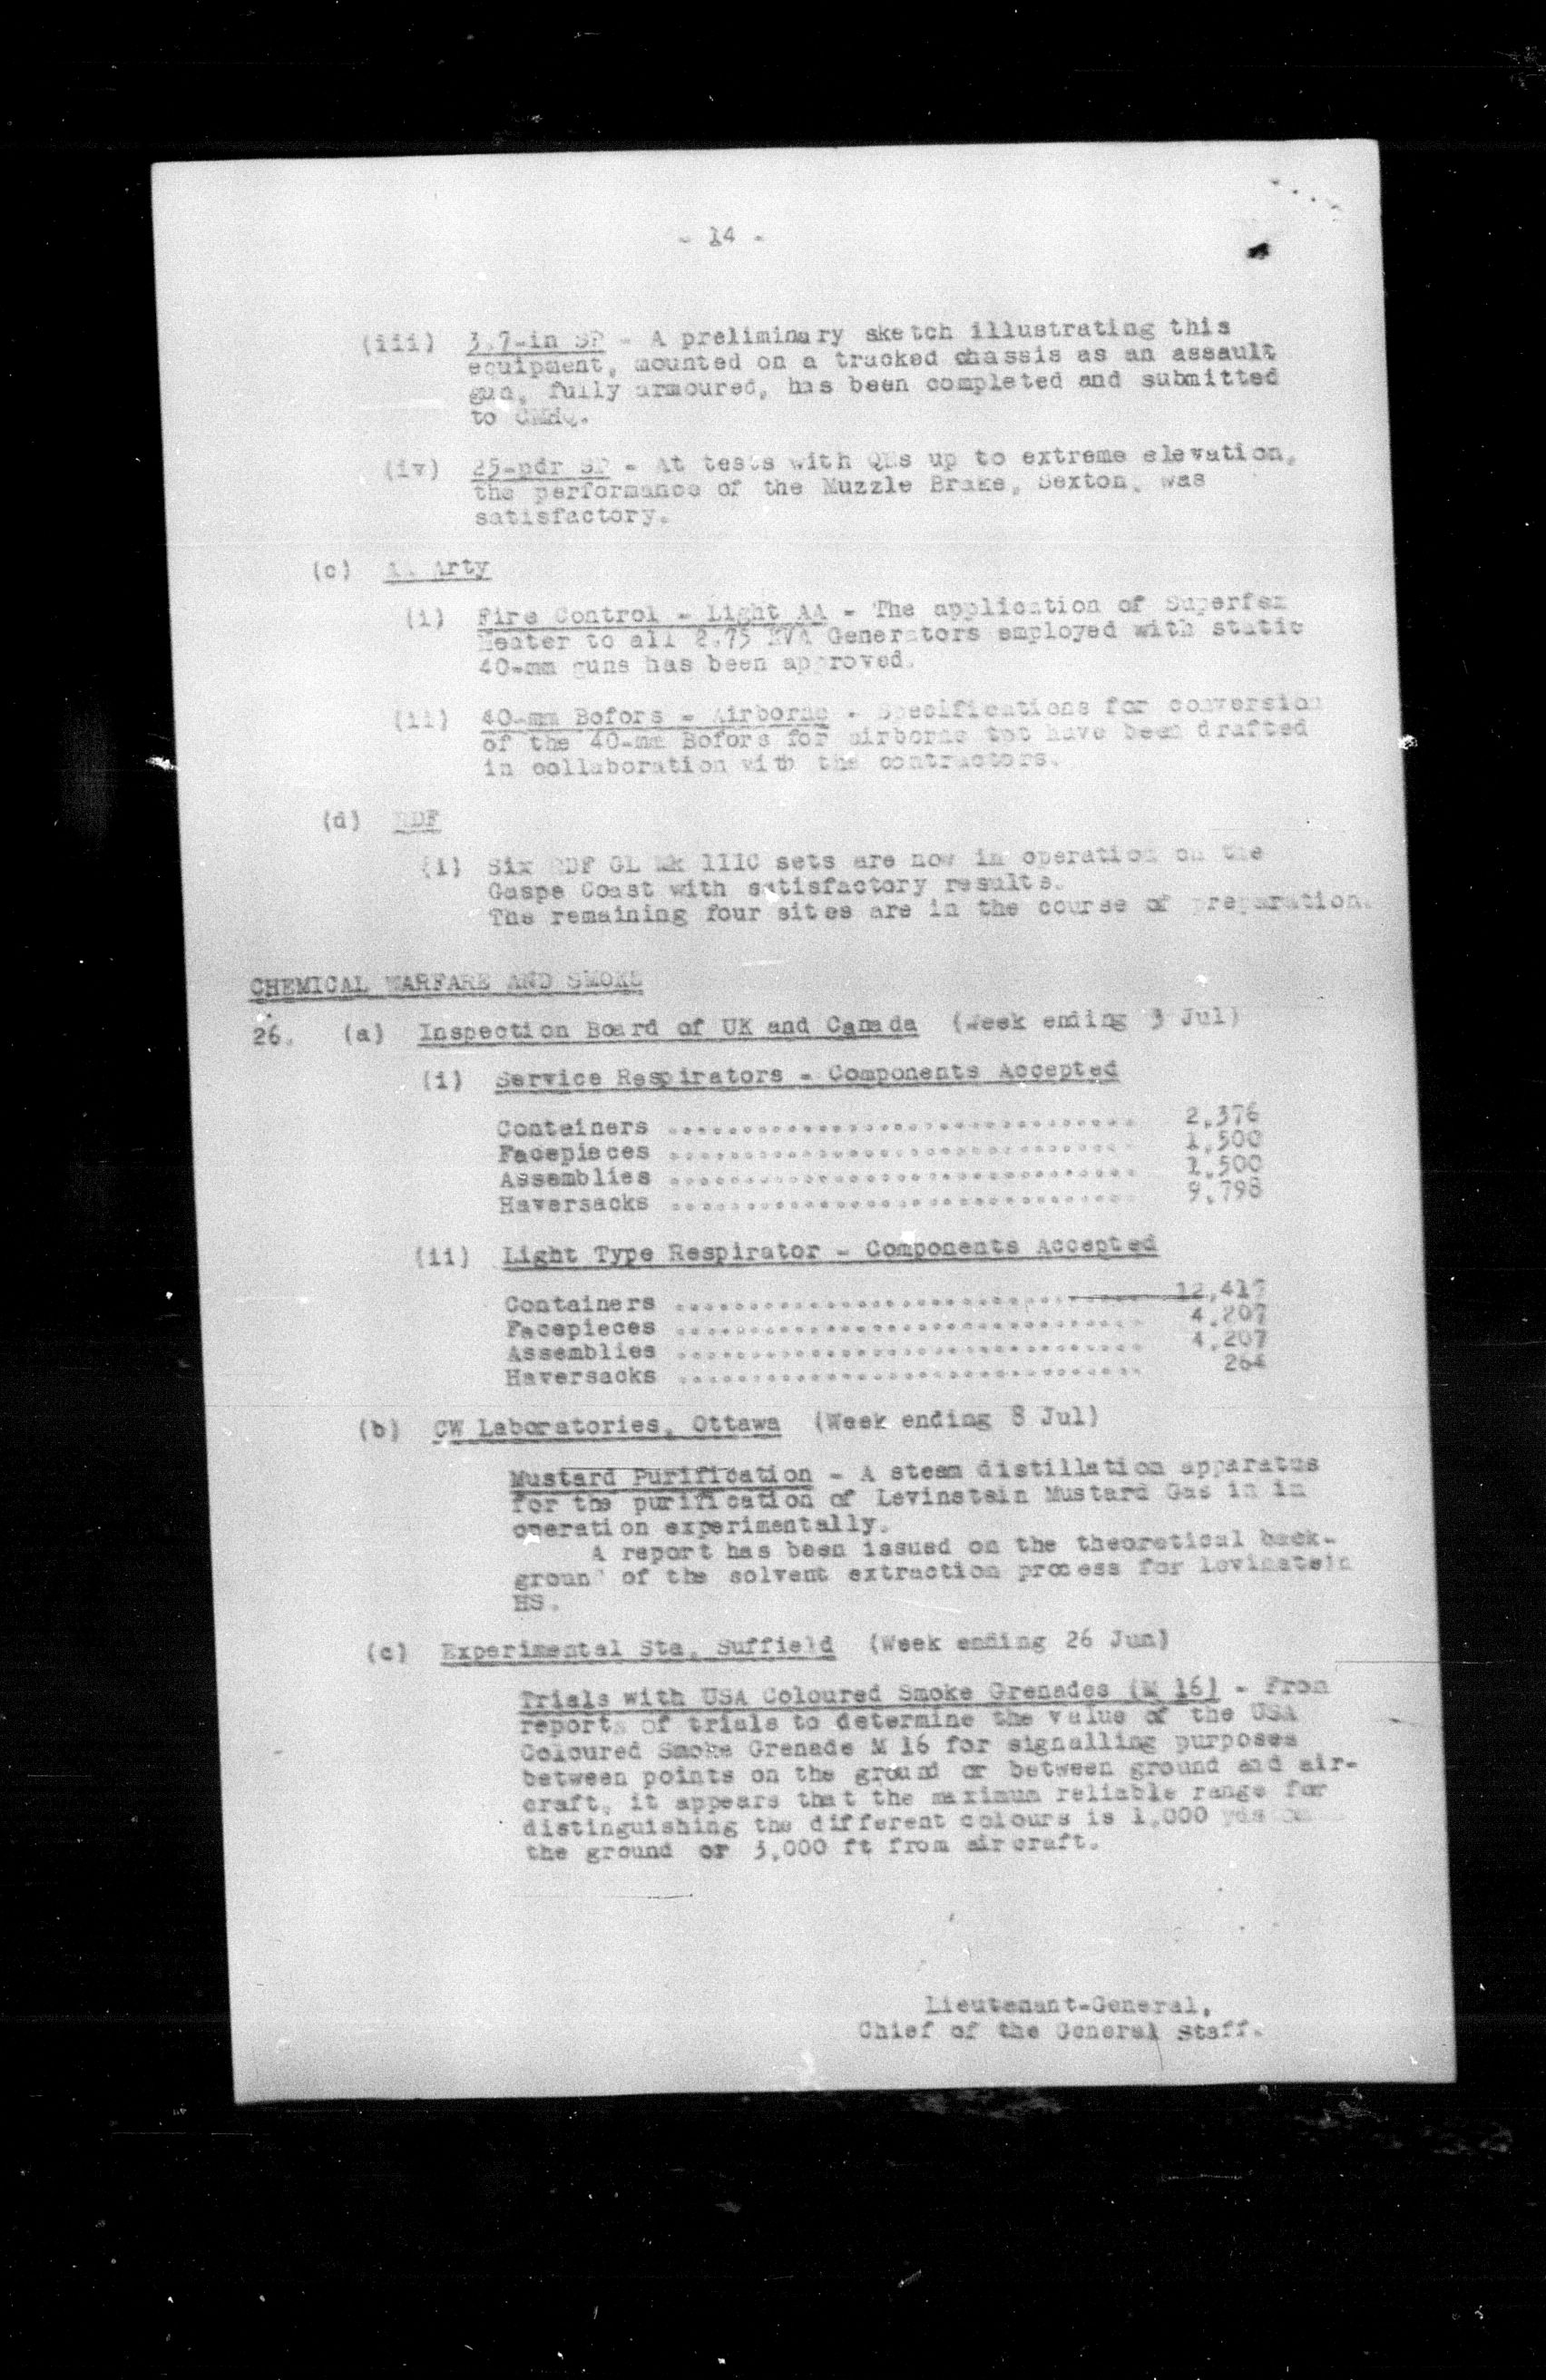 - 14 -
(iii) 3.7-in SP - A preliminary sketch illustrating this
equipment, mounted on a tracked chassis as an assault
gun, fully armoured, has been completed and submitted
to CMHQ.
(iv) 25-pdr SP - At tests with QEs up to extreme elevation,
the performance of the Muzzle Brake, Sexton, was
satisfactory.
(c) AA Arty
(i) Fire Control - Light AA - The application of Superfex
Heater to all 2.75 KVA Generators employed with static
40-mm guns has been approved.
(ii) 40-mm Bofors - Airborne - Specifications for conversion
of the 40-mm Bofors for airborne tpt have been drafted
in collaboration with the contractors.
(d) RDF
(i) Six RDF GL Mk 111C sets are now in operation on the
Gaspe Coast with satisfactory results.
The remaining four sites are in the course of preparation.
CHEMICAL WARFARE AND SMOKE
26. (a) Inspection Board of UK and Canada (Week ending 3 Jul)
(i) Service Respirators - Components Accepted
Containers ............................... 2,376
Facepieces ............................... 1,500
Assemblies ............................... 1,500
Haversacks ............................... 9,798
(ii) Light Type Respirator - Components Accepted
Containers ...............................
Facepieces ............................... 4,207
Assemblies ............................... 4,207
Haversacks ............................... 264
(b) CW Laboratories, Ottawa (Week ending 8 Jul)
Mustard Purification - A steam distillation apparatus
for the purification of Levinstein Mustard Gas in in
operation experimentally.
A report has been issued on the theoretical back-
ground of the solvent extraction process for Levinstein
HS.
(c) Experimental Sta, Suffield (Week ending 26 Jun)
Trials with USA Coloured Smoke Grenades (M 16) - From
reports of trials to determine the value of the USA
Coloured Smoke Grenade M 16 for signalling purposes
between points on the ground or between ground and air-
craft, it appears that the maximum reliable range for
distinguishing the different colours is 1,000 yds on
the ground or 3,000 ft from aircraft.
Lieutenant-General,
Chief of the General Staff.